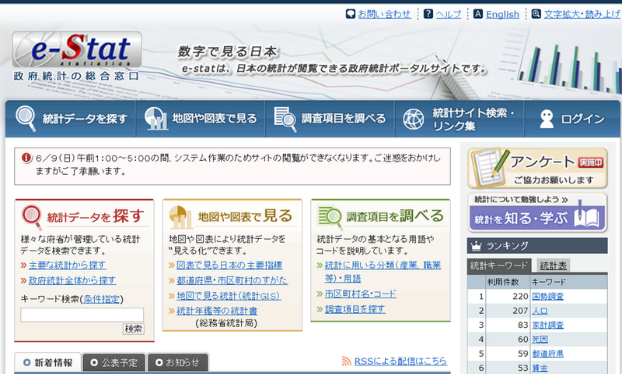 お問い合わせ ヘルプ English 文字拡大・読み上げ
e-Stat
statistics
政府統計の総合窓口
数字で見る日本
e-statは、日本の統計が閲覧できる政府統計ポータルサイトです。
統計データを探す
地図や図表で見る
調査項目を調べる
統計サイト検索・
リンク集
ログイン
6/9(日)午前1:00~5:00の間、システム作業のためサイトの閲覧ができなくなります。ご迷惑をおかけし
ますがご了承願います。
統計データを探す
様々な府省が管理している統計
データを検索できます。
主要な統計から探す
政府統計全体から探す
キーワード検索(条件指定)
検索
地図や図表で見る
地図や図表により統計データを
“見える化”できます。
図表で見る日本の主要指標
都道府県・市区町村のすがた
地図で見る統計(統計GIS)
統計年鑑等の統計書
(総務省統計局)
調査項目を調べる
統計データの基本となる用語や
コードを説明しています。
統計に用いる分類(産業、職業
等)・用語
市区町村名・コード
調査項目を探す
新着情報 公表予定 お知らせ
RSSによる配信はこちら
アンケート 実施中
ご協力お願いします
統計について勉強しよう »
統計を知る・学ぶ
ランキング
統計キーワード 統計表
利用件数 キーワード
1 220 国勢調査
2 207 人口
3 83 家計調査
4 60 死因
5 59 都道府県
6 53 賃金